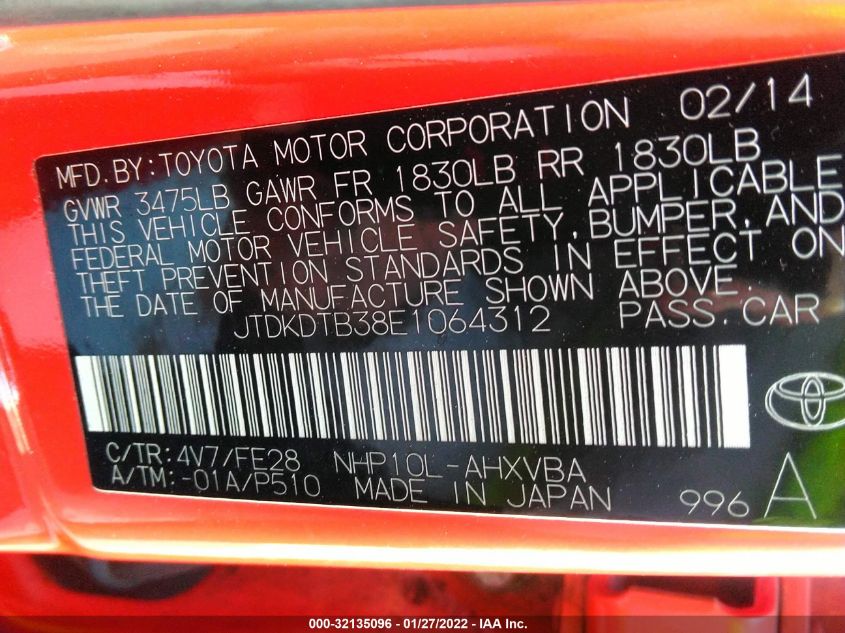 MFD. BY: TOYOTA MOTOR CORPORATION 02/14
GVWR 3475LB GAWR FR 1830LB RR 1830LB
THIS VEHICLE CONFORMS TO ALL APPLICABLE
FEDERAL MOTOR VEHICLE SAFETY, BUMPER, AND
THEFT PREVENTION STANDARDS IN EFFECT ON
THE DATE OF MANUFACTURE SHOWN ABOVE.
JTDKDTB38E1064312 PASS. CAR
C/TR: 4V7/FE28 NHP10L-AHXVBA
A/TM: -01A/P510 MADE IN JAPAN 996 A
000-32135096 - 01/27/2022 - IAA Inc.